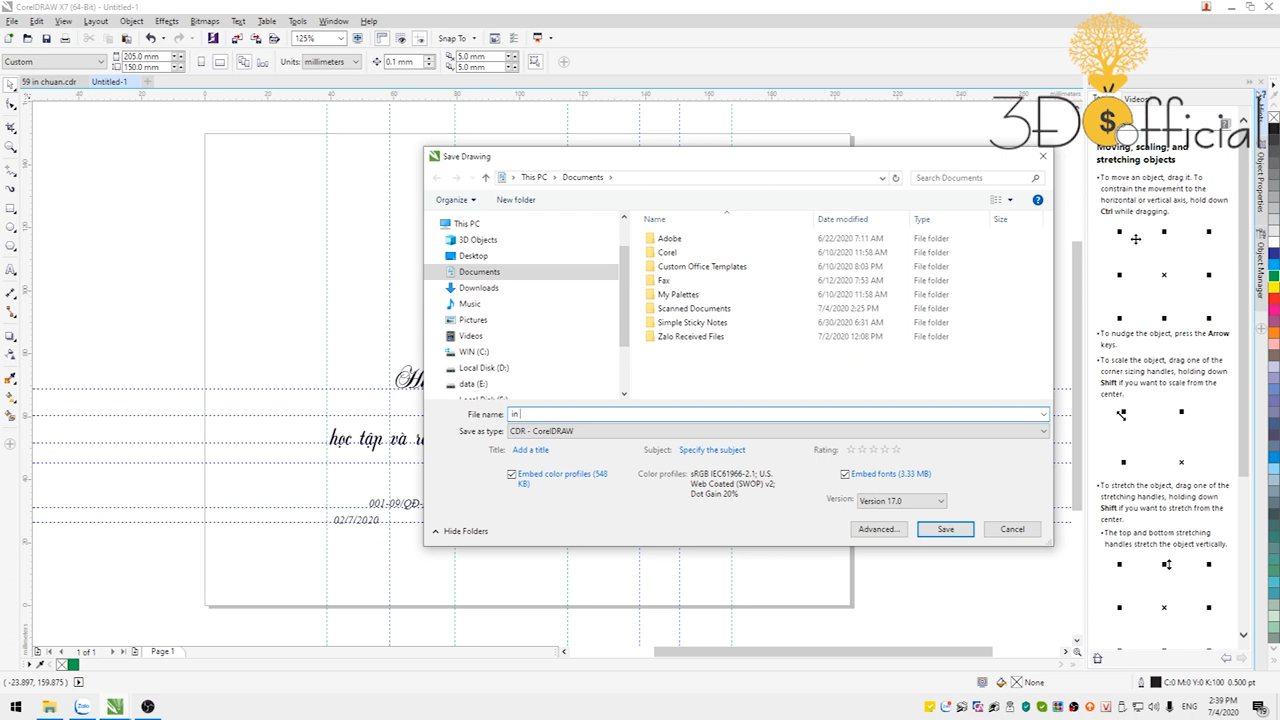 CorelDRAW X7 (64-Bit) - Untitled-1
File Edit View Layout Object Effects Bitmaps Text Table Tools Window Help
125% Snap To
Custom 205.0 mm 150.0 mm Units: millimeters 0.1 mm 5.0 mm 5.0 mm
59 in chuan.cdr Untitled-1
3D $ official
Videos
Moving, scaling, and
stretching objects
•To move an object, drag it. To
constrain the movement to the
horizontal or vertical axis, hold down
Ctrl while dragging.
•To nudge the object, press the Arrow
keys.
•To scale the object, drag one of the
corner sizing handles, holding down
Shift if you want to scale from the
center.
•To stretch the object, drag one of the
stretching handles, holding down
Shift if you want to stretch from the
center.
•The top and bottom stretching
handles stretch the object vertically.
Object Properties
Object Manager
Save Drawing
This PC > Documents >
Search Documents
Organize New folder
This PC
3D Objects
Desktop
Documents
Downloads
Music
Pictures
Videos
WIN (C:)
Local Disk (D:)
data (E:)
Name Date modified Type Size
Adobe 6/22/2020 7:11 AM File folder
Corel 6/10/2020 11:58 AM File folder
Custom Office Templates 6/10/2020 8:03 PM File folder
Fax 6/12/2020 7:53 AM File folder
My Palettes 6/10/2020 11:58 AM File folder
Scanned Documents 7/4/2020 2:25 PM File folder
Simple Sticky Notes 6/30/2020 6:31 AM File folder
Zalo Received Files 7/2/2020 12:08 PM File folder
File name: in
Save as type: CDR - CorelDRAW
Title: Add a title Subject: Specify the subject Rating:
Embed color profiles (548
KB)
Color profiles: sRGB IEC61966-2.1; U.S.
Web Coated (SWOP) v2;
Dot Gain 20%
Embed fonts (3.33 MB)
Version: Version 17.0
Hide Folders Advanced... Save Cancel
học tập và
001-09/QĐ-
02/7/2020
millimeters
1 of 1 Page 1
( -23.897, 159.875 ) None C:0 M:0 Y:0 K:100 0.500 pt
Zalo ENG 2:39 PM
7/4/2020